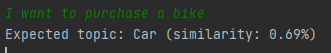 I want to purchase a bike
Expected topic: Car (similarity: 0.69%)